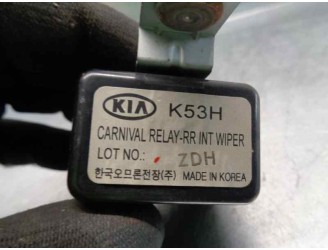 KIA K53H
CARNIVAL RELAY-RR INT WIPER
LOT NO.: ZDH
한국오므론전장(주) MADE IN KOREA